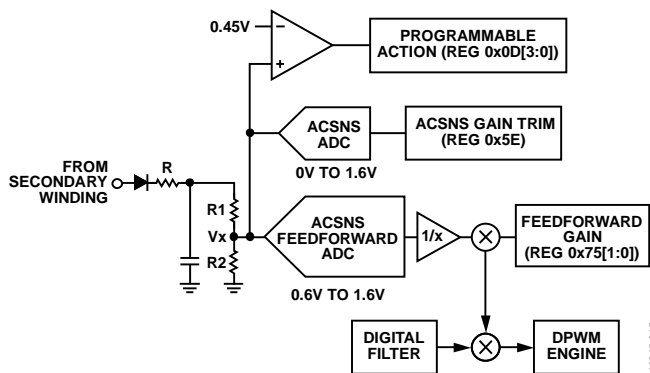 0.45V
−
+
PROGRAMMABLE
ACTION (REG 0x0D[3:0])
ACSNS
ADC
ACSNS GAIN TRIM
(REG 0x5E)
0V TO 1.6V
FROM
SECONDARY
WINDING
R
R1
Vx
R2
ACSNS
FEEDFORWARD
ADC
1/x
×
FEEDFORWARD
GAIN
(REG 0x75[1:0])
0.6V TO 1.6V
DIGITAL
FILTER
×
DPWM
ENGINE